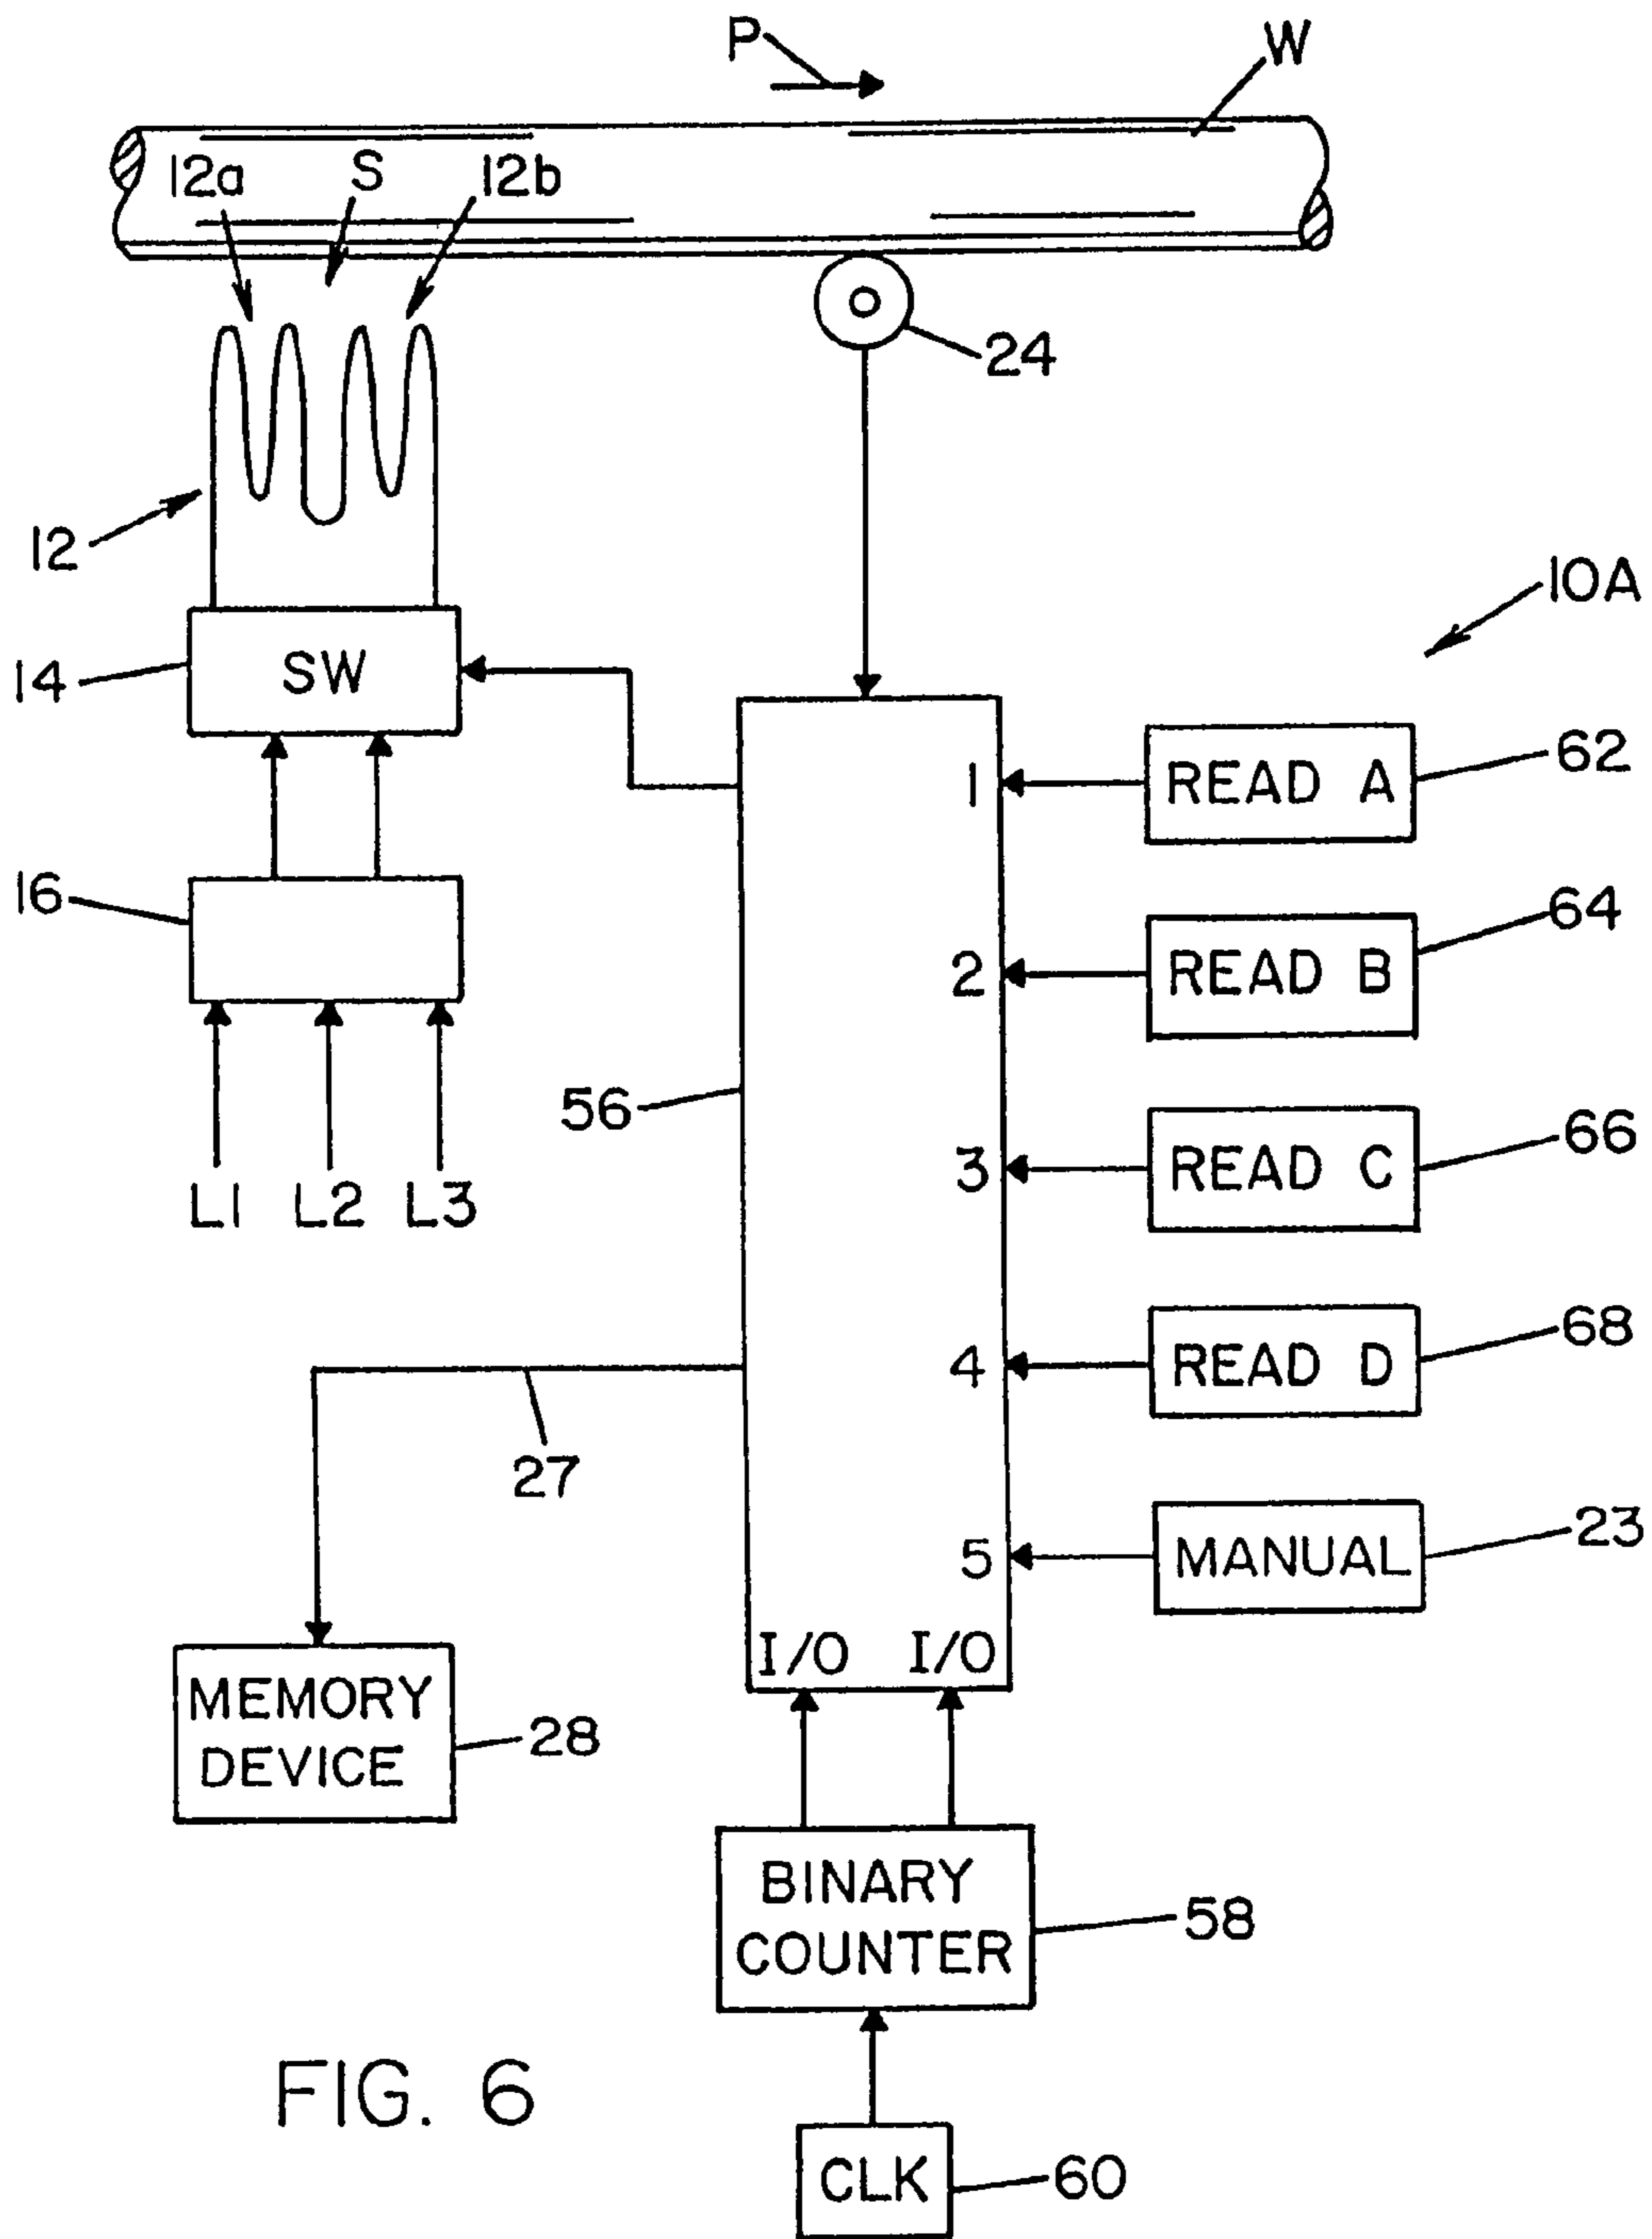 P
W
12a
S
12b
24
12
10A
14
SW
1
READ A
62
16
2
READ B
64
56
3
READ C
66
L1 L2 L3
4
READ D
68
27
5
MANUAL
23
I/O I/O
MEMORY
DEVICE
28
BINARY
COUNTER
58
FIG. 6
CLK
60